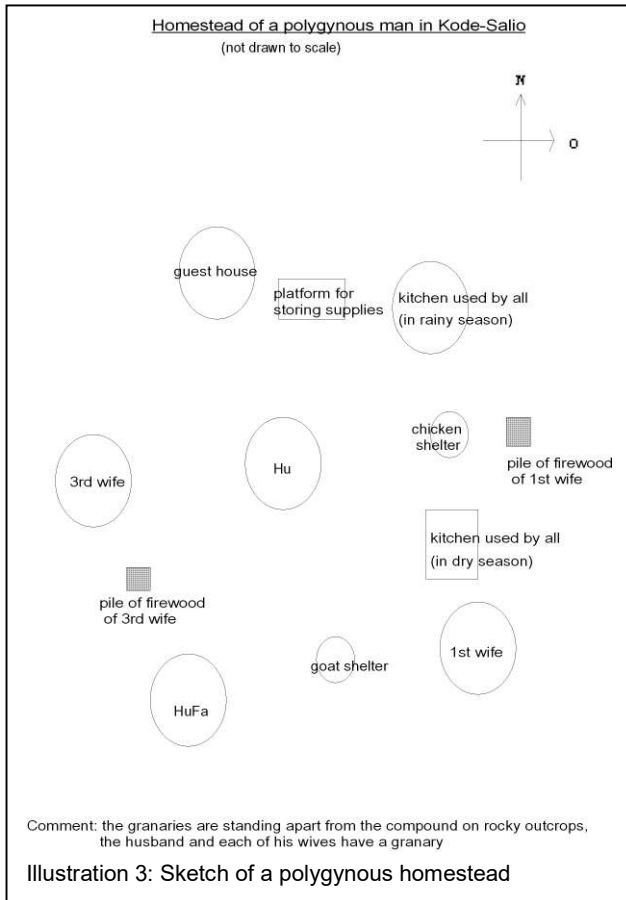 Homestead of a polygynous man in Kode-Salio
(not drawn to scale)
N
O
guest house
platform for
storing supplies
kitchen used by all
(in rainy season)
chicken
shelter
pile of firewood
of 1st wife
3rd wife
Hu
kitchen used by all
(in dry season)
pile of firewood
of 3rd wife
goat shelter
1st wife
HuFa
Comment: the granaries are standing apart from the compound on rocky outcrops,
the husband and each of his wives have a granary
Illustration 3: Sketch of a polygynous homestead